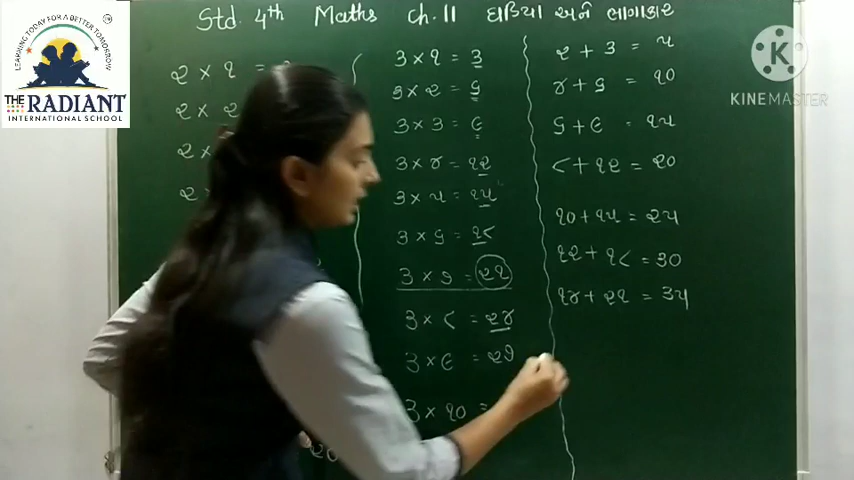 LEARNING TODAY FOR A BETTER TOMORROW
THE RADIANT
INTERNATIONAL SCHOOL
KINEMASTER
Std. 4th Maths Ch. 11 ઘડિયા અને ભાગાકાર
૨ × ૧ =
૨ × ૨
૨ ×
૨
૨૦
૩ × ૧ = ૩
૩ × ૨ = ૬
૩ × ૩ = ૯
૩ × ૪ = ૧૨
૩ × ૫ = ૧૫
૩ × ૬ = ૧૮
૩ × ૭ = ૨૧
૩ × ૮ = ૨૪
૩ × ૯ = ૨૭
૩ × ૧૦ =
૨ + ૩ = ૫
૪ + ૬ = ૧૦
૬ + ૯ = ૧૫
૮ + ૧૨ = ૨૦
૧૦ + ૧૫ = ૨૫
૧૨ + ૧૮ = ૩૦
૧૪ + ૨૧ = ૩૫